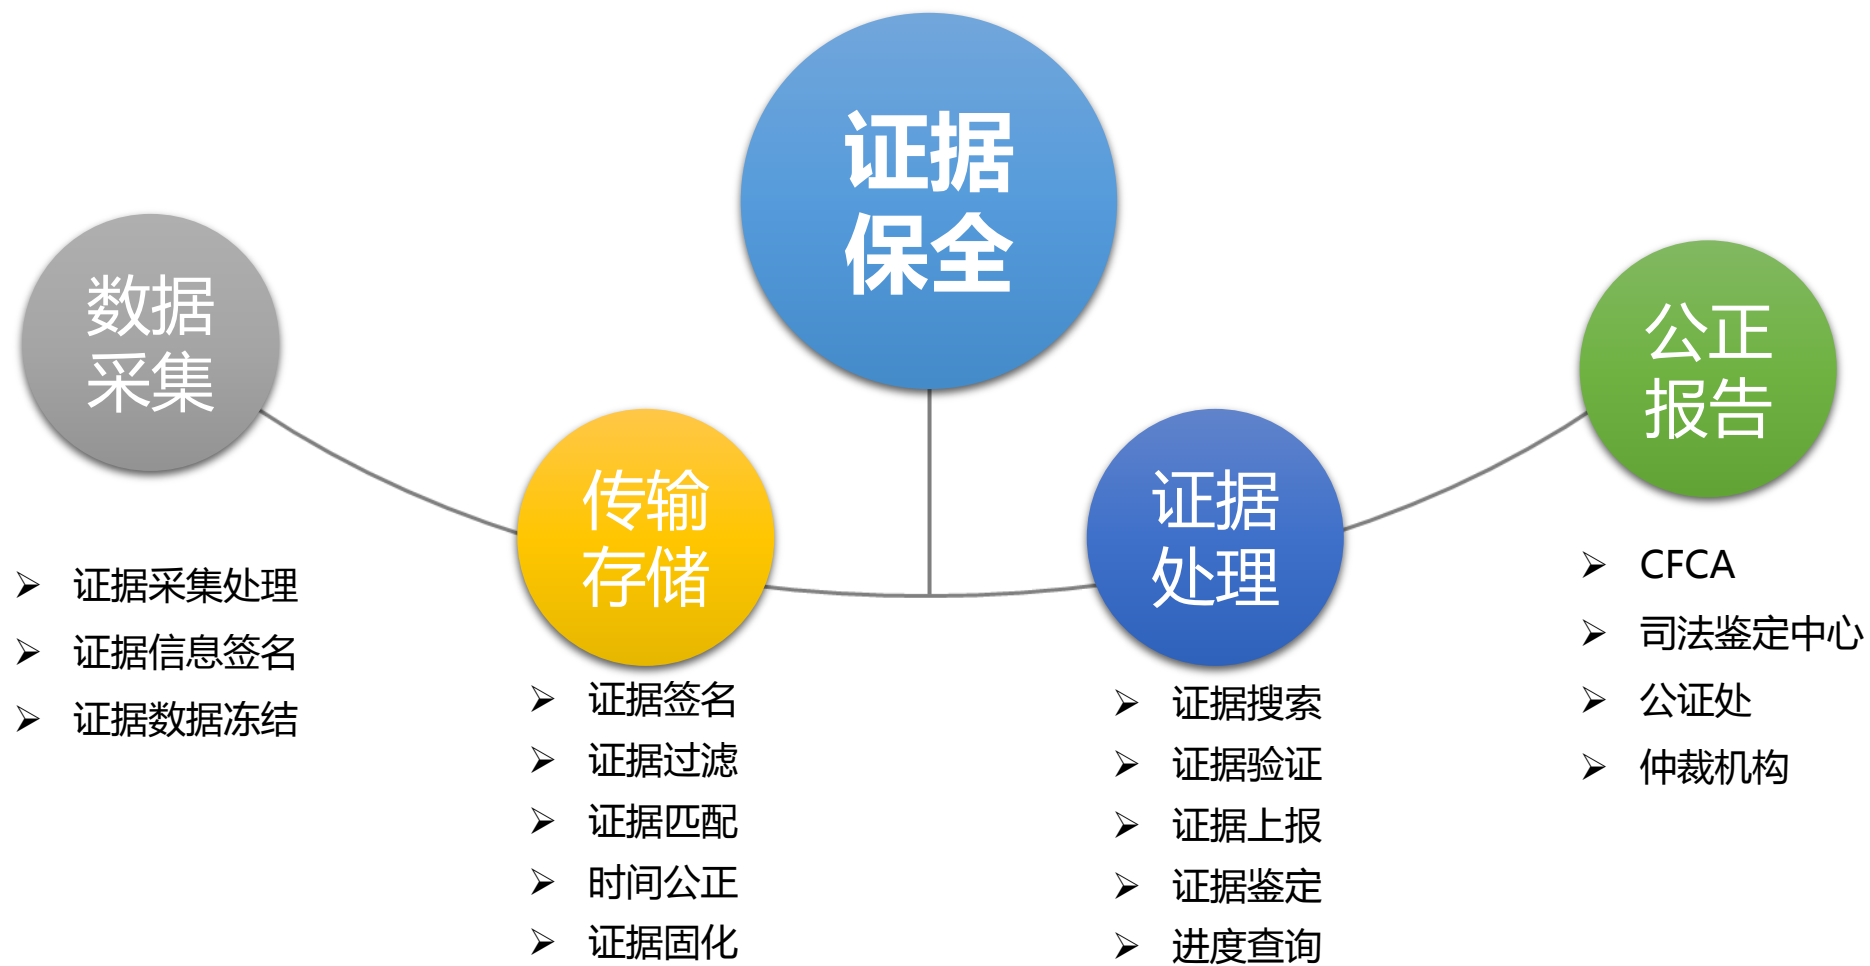 证据
保全
数据
采集
证据采集处理
证据信息签名
证据数据冻结
传输
存储
证据签名
证据过滤
证据匹配
时间公正
证据固化
证据
处理
证据搜索
证据验证
证据上报
证据鉴定
进度查询
公正
报告
CFCA
司法鉴定中心
公证处
仲裁机构